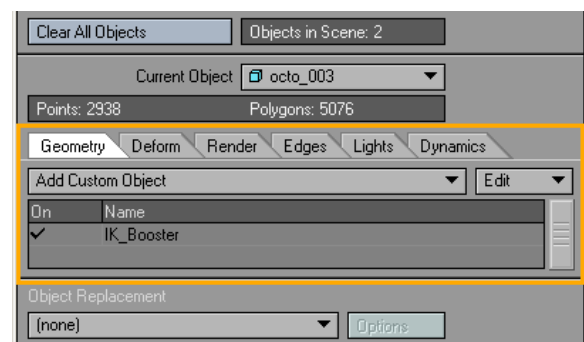 Clear All Objects Objects in Scene: 2
Current Object octo_003
Points: 2938 Polygons: 5076
Geometry Deform Render Edges Lights Dynamics
Add Custom Object Edit
On Name
IK_Booster
Object Replacement
(none) Options